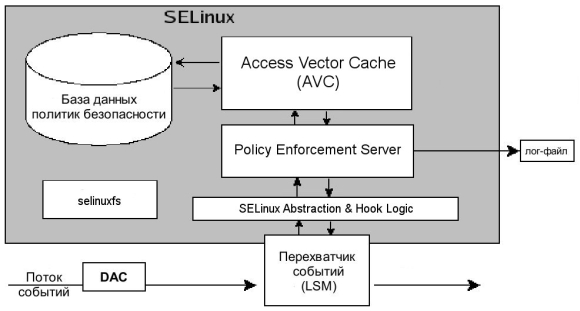 SELinux
Access Vector Cache
(AVC)
База данных
политик безопасности
Policy Enforcement Server
лог-файл
selinuxfs
SELinux Abstraction & Hook Logic
Перехватчик
событий
(LSM)
Поток
событий
DAC